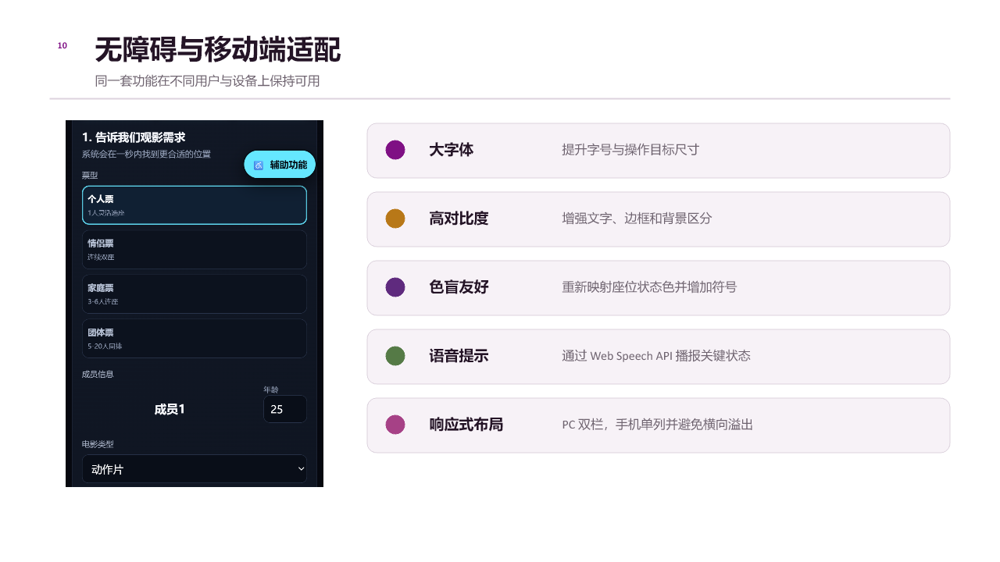 10
无障碍与移动端适配
同一套功能在不同用户与设备上保持可用
1. 告诉我们观影需求
系统会在一秒内找到更合适的位置
辅助功能
票型
个人票
1人灵活选座
情侣票
连续双座
家庭票
3-6人连座
团体票
5-20人同排
成员信息
年龄
成员1
25
电影类型
动作片
大字体
提升字号与操作目标尺寸
高对比度
增强文字、边框和背景区分
色盲友好
重新映射座位状态色并增加符号
语音提示
通过 Web Speech API 播报关键状态
响应式布局
PC 双栏，手机单列并避免横向溢出